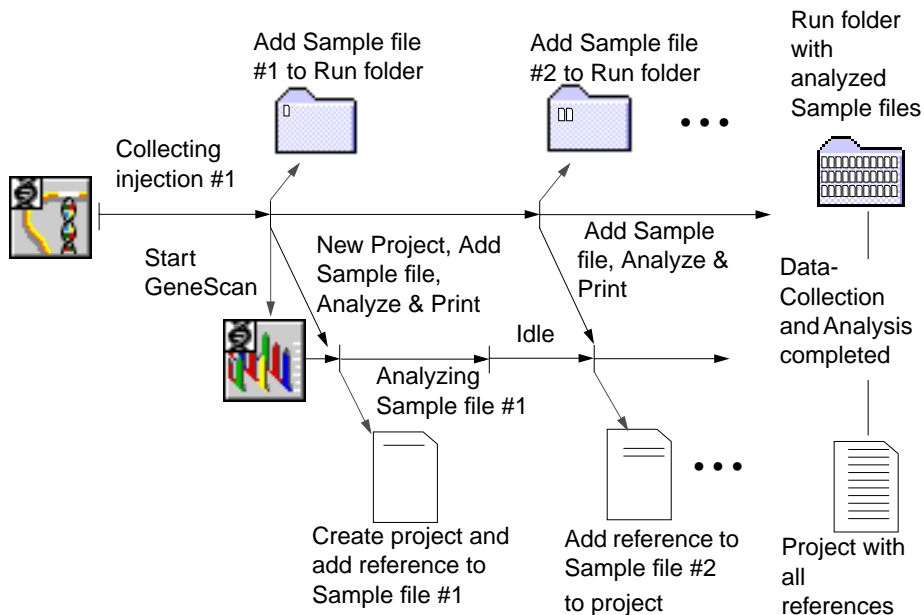 Add Sample file
#1 to Run folder
Add Sample file
#2 to Run folder
Run folder
with
analyzed
Sample files
Collecting
injection #1
Start
GeneScan
New Project, Add
Sample file,
Analyze & Print
Add Sample
file, Analyze &
Print
Data-
Collection
and Analysis
completed
Idle
Analyzing
Sample file #1
Create project and
add reference to
Sample file #1
Add reference to
Sample file #2
to project
Project with
all
references